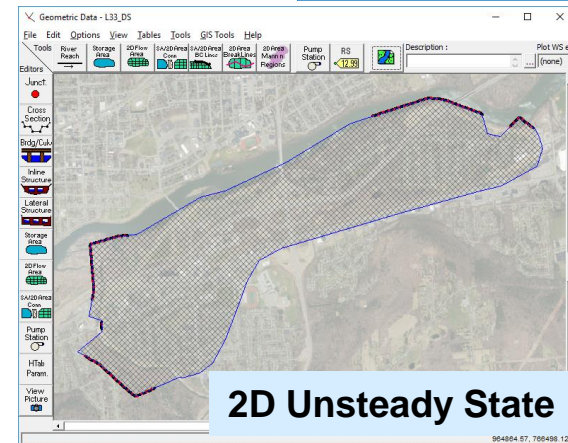 Geometric Data - L33_DS
File Edit Options View Tables Tools GIS Tools Help
Tools
Editors
River Reach
Storage Area
2D Flow Area
SA/2D Area Conn
SA/2D Area BC Lines
2D Area BreakLines
2D Area Mann n Regions
Pump Station
RS
12.99
Description :
...
Plot WS e
(none)
Junct.
Cross Section
Brdg/Culv
Inline Structure
Lateral Structure
Storage Area
2D Flow Area
SA/2D Area Conn
Pump Station
HTab Param.
View Picture
2D Unsteady State
964864.57, 766498.12